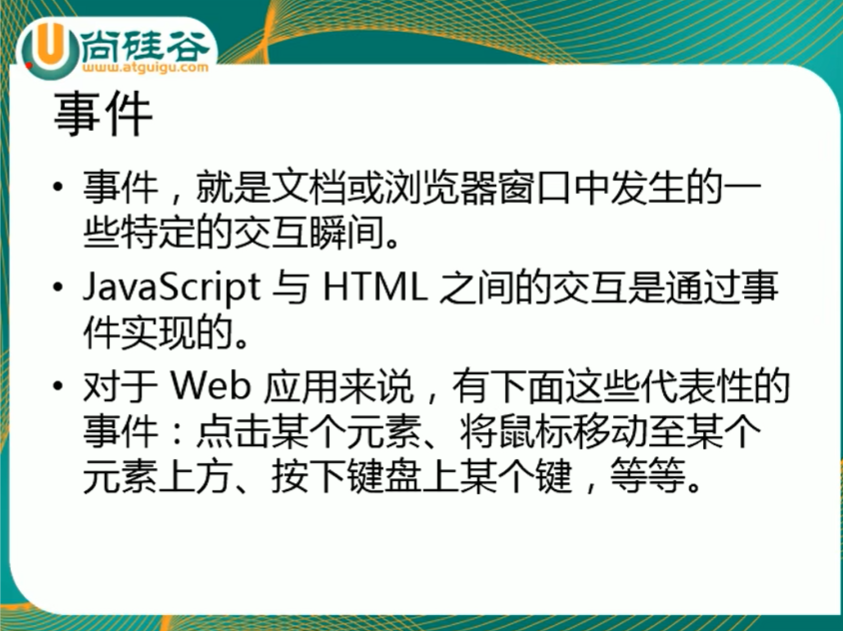 尚硅谷
www.atguigu.com
事件
• 事件，就是文档或浏览器窗口中发生的一
些特定的交互瞬间。
• JavaScript 与 HTML 之间的交互是通过事
件实现的。
• 对于 Web 应用来说，有下面这些代表性的
事件：点击某个元素、将鼠标移动至某个
元素上方、按下键盘上某个键，等等。